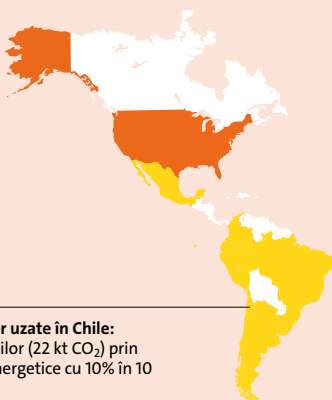 r uzate în Chile:
ilor (22 kt CO₂) prin
nergetice cu 10% în 10